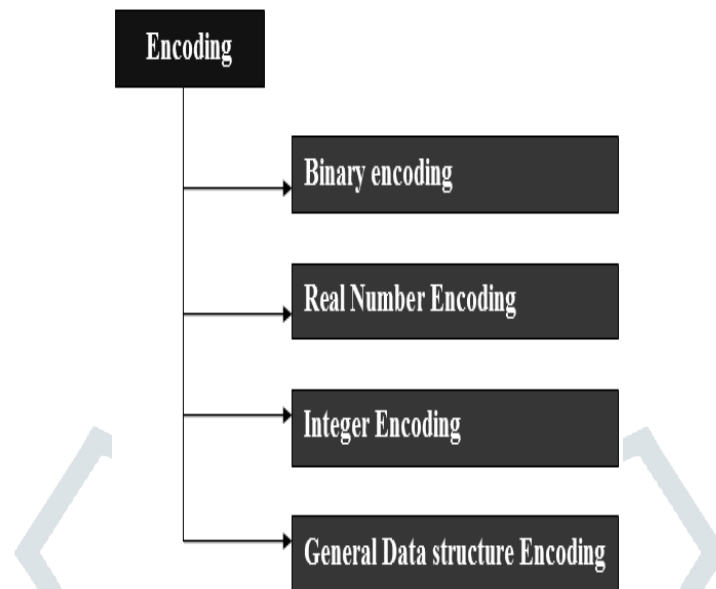 Encoding
Binary encoding
Real Number Encoding
Integer Encoding
General Data structure Encoding